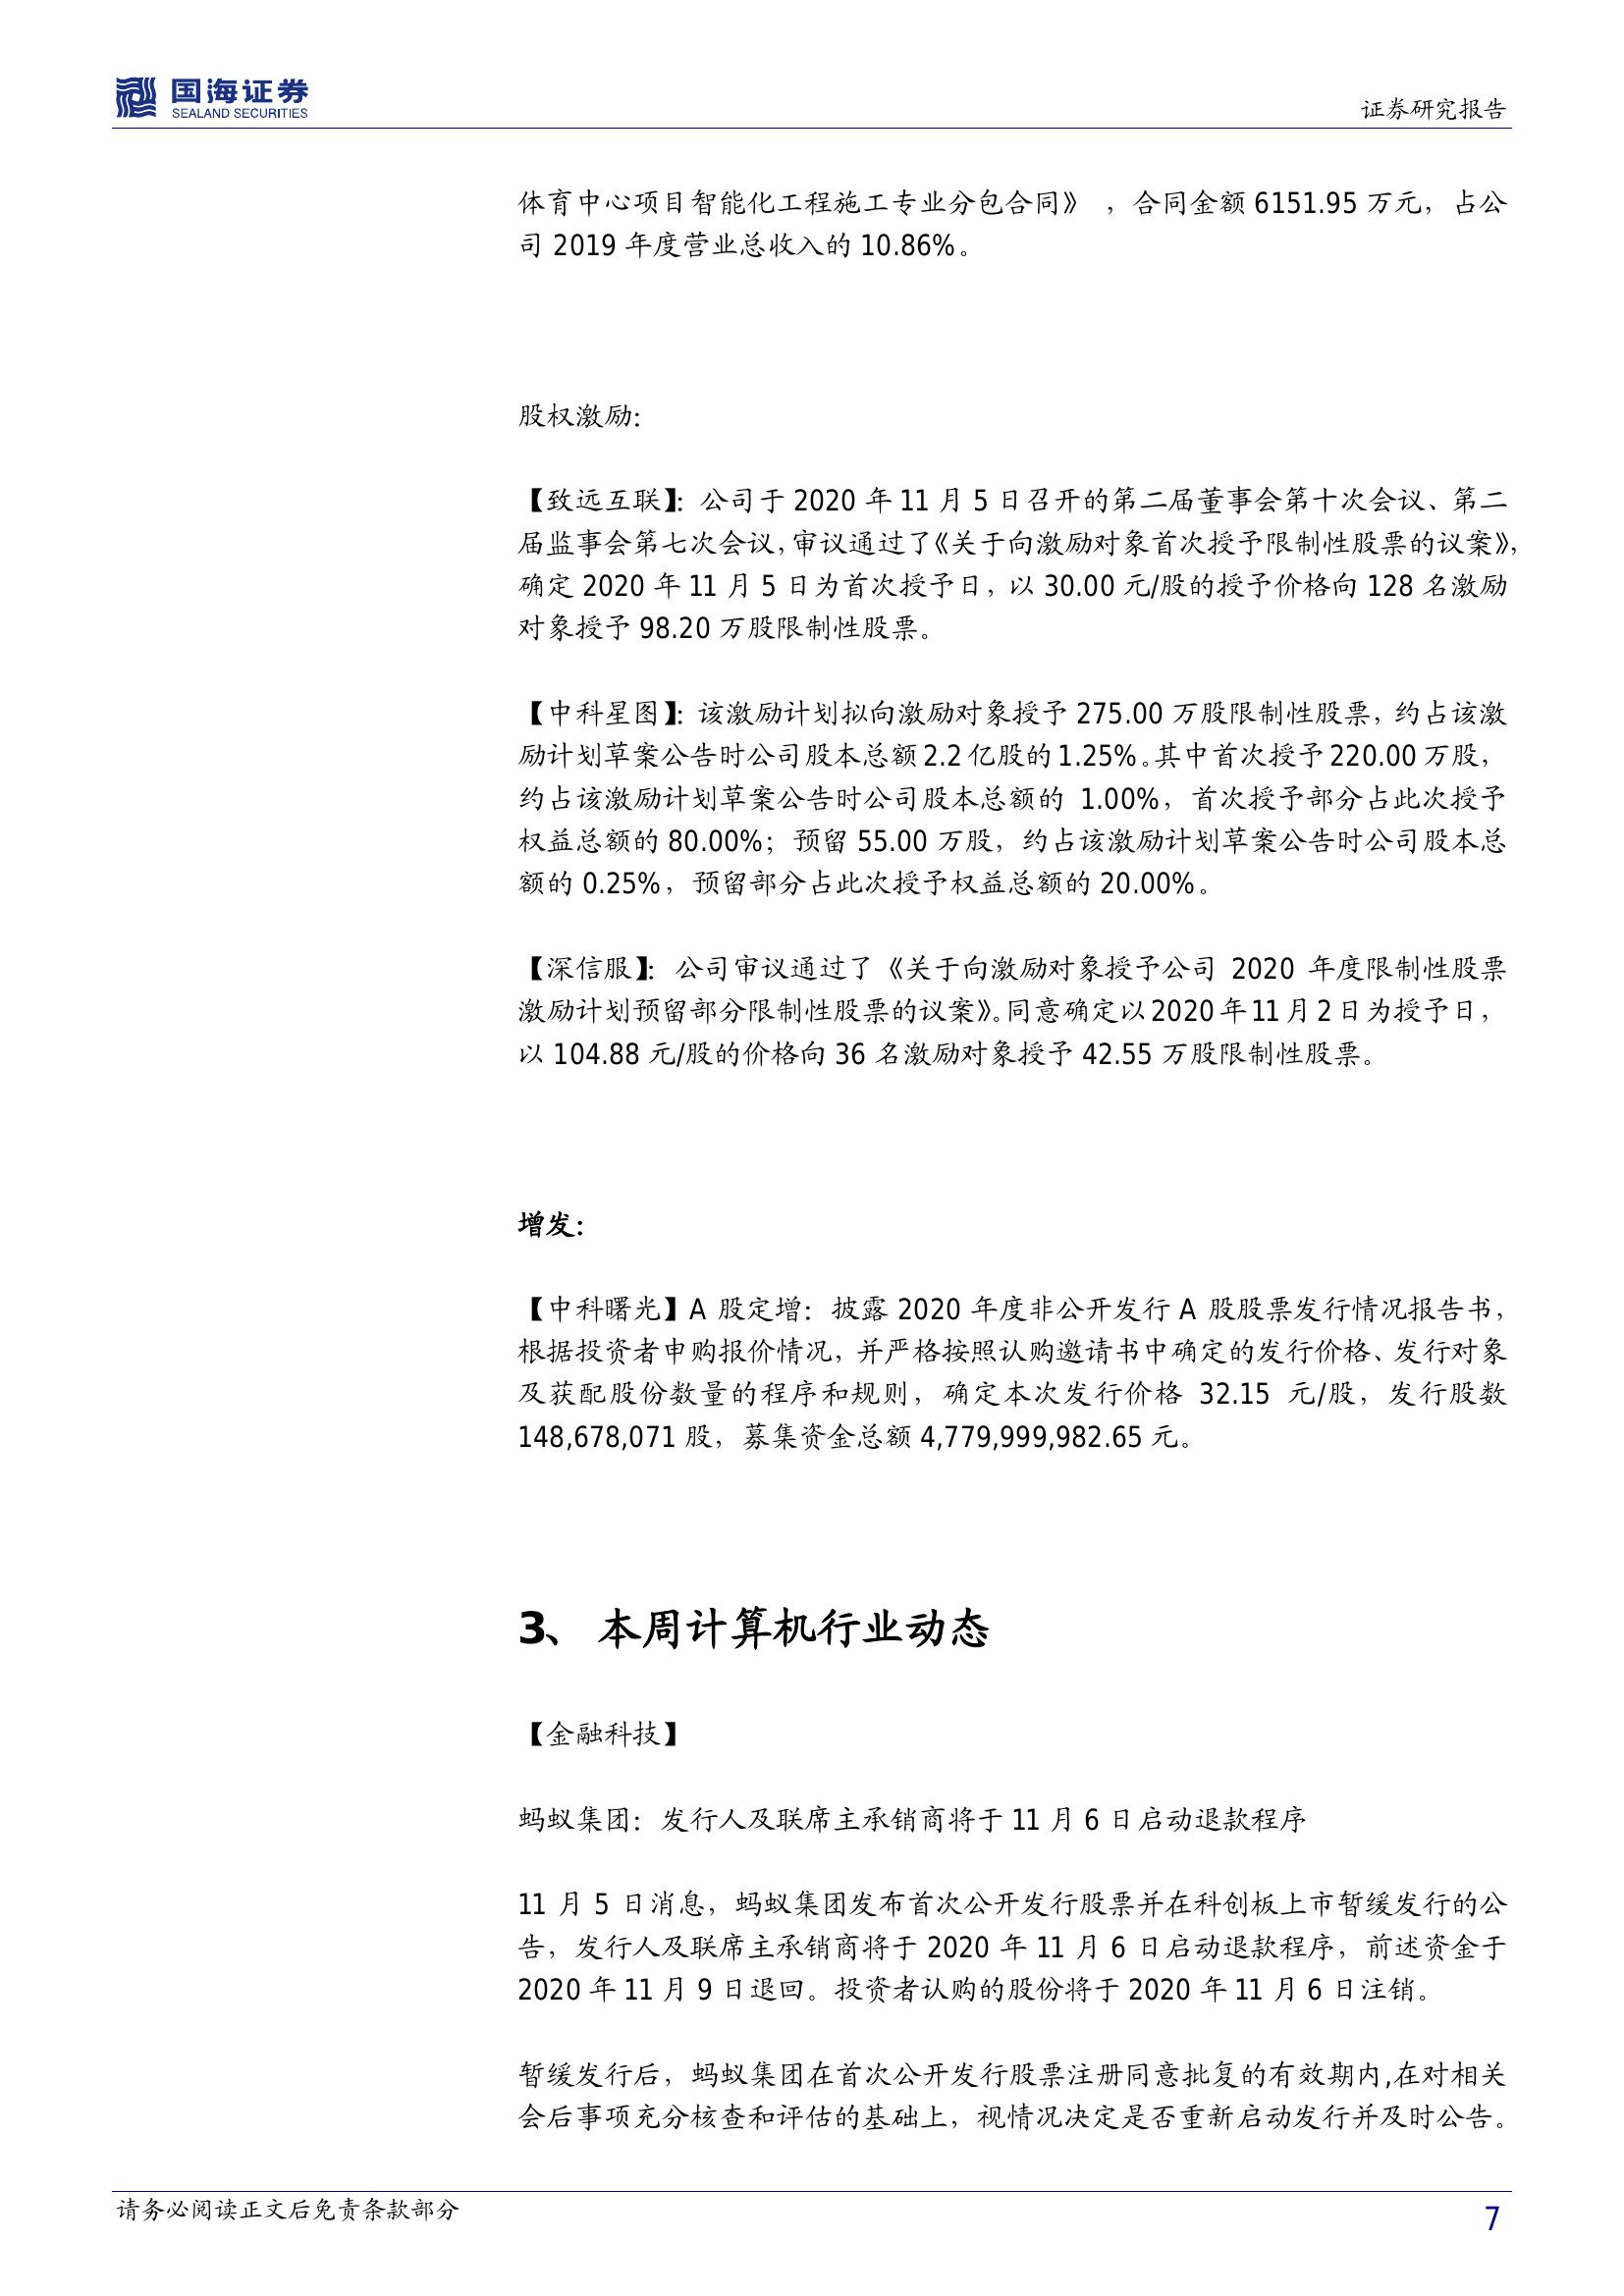 国海证券
SEALAND SECURITIES
证券研究报告
体育中心项目智能化工程施工专业分包合同》 ，合同金额 6151.95 万元，占公
司 2019 年度营业总收入的 10.86%。
股权激励：
【致远互联】：公司于 2020 年 11 月 5 日召开的第二届董事会第十次会议、第二
届监事会第七次会议，审议通过了《关于向激励对象首次授予限制性股票的议案》，
确定 2020 年 11 月 5 日为首次授予日，以 30.00 元/股的授予价格向 128 名激励
对象授予 98.20 万股限制性股票。
【中科星图】：该激励计划拟向激励对象授予 275.00 万股限制性股票，约占该激
励计划草案公告时公司股本总额 2.2 亿股的 1.25%。其中首次授予 220.00 万股，
约占该激励计划草案公告时公司股本总额的 1.00%，首次授予部分占此次授予
权益总额的 80.00%；预留 55.00 万股，约占该激励计划草案公告时公司股本总
额的 0.25%，预留部分占此次授予权益总额的 20.00%。
【深信服】：公司审议通过了《关于向激励对象授予公司 2020 年度限制性股票
激励计划预留部分限制性股票的议案》。同意确定以 2020 年 11 月 2 日为授予日，
以 104.88 元/股的价格向 36 名激励对象授予 42.55 万股限制性股票。
增发：
【中科曙光】A 股定增：披露 2020 年度非公开发行 A 股股票发行情况报告书，
根据投资者申购报价情况，并严格按照认购邀请书中确定的发行价格、发行对象
及获配股份数量的程序和规则，确定本次发行价格 32.15 元/股，发行股数
148,678,071 股，募集资金总额 4,779,999,982.65 元。
3、 本周计算机行业动态
【金融科技】
蚂蚁集团：发行人及联席主承销商将于 11 月 6 日启动退款程序
11 月 5 日消息，蚂蚁集团发布首次公开发行股票并在科创板上市暂缓发行的公
告，发行人及联席主承销商将于 2020 年 11 月 6 日启动退款程序，前述资金于
2020 年 11 月 9 日退回。投资者认购的股份将于 2020 年 11 月 6 日注销。
暂缓发行后，蚂蚁集团在首次公开发行股票注册同意批复的有效期内,在对相关
会后事项充分核查和评估的基础上，视情况决定是否重新启动发行并及时公告。
请务必阅读正文后免责条款部分
7